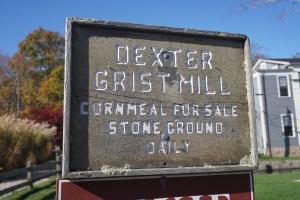 DEXTER
GRIST MILL
CORNMEAL FOR SALE
STONE GROUND
DAILY